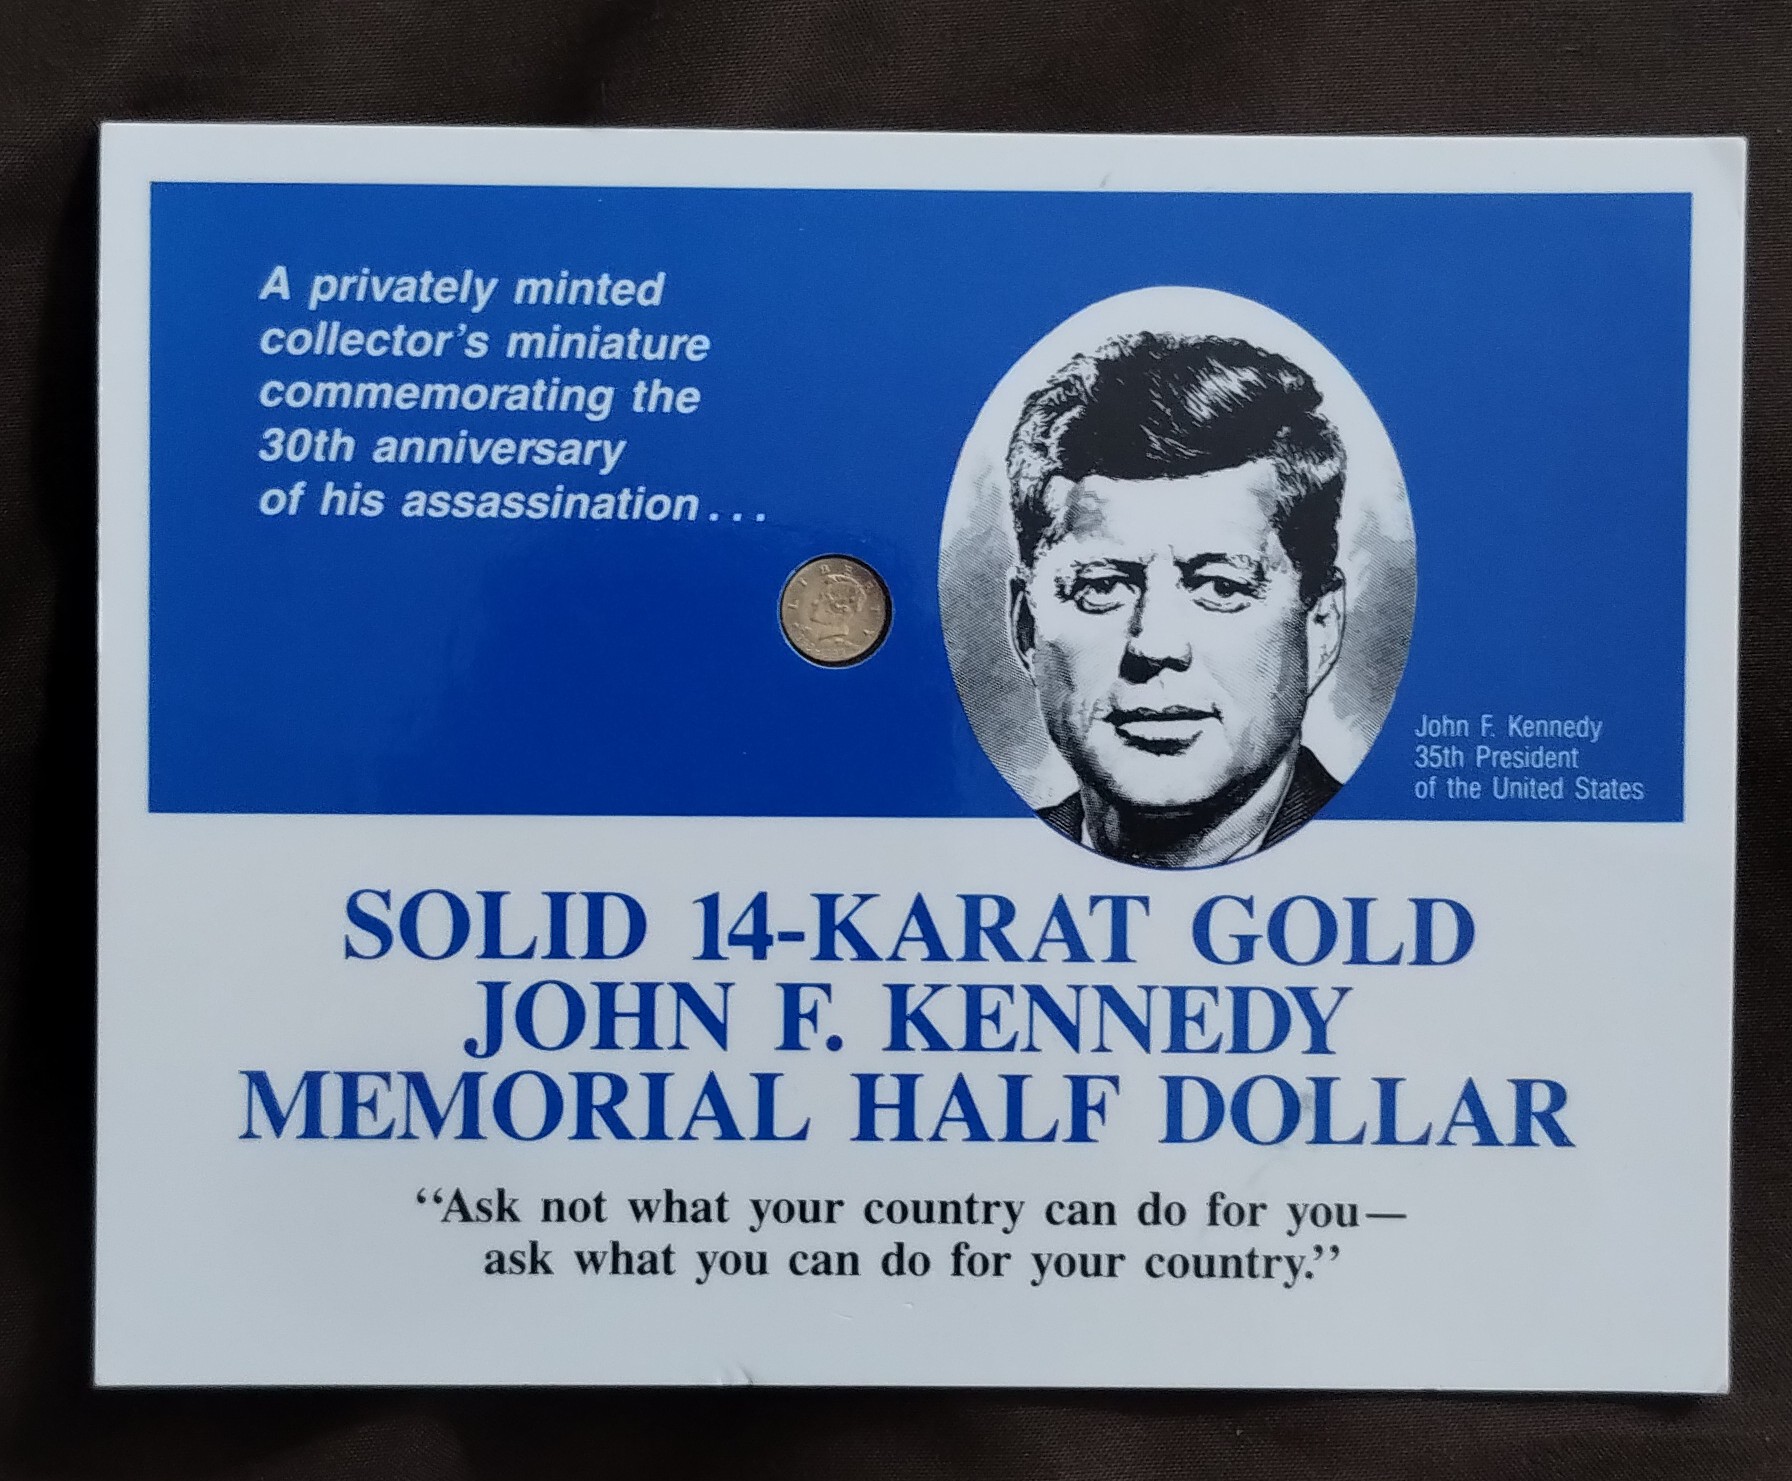 A privately minted
collector's miniature
commemorating the
30th anniversary
of his assassination...
LIBERTY
John F. Kennedy
35th President
of the United States
SOLID 14-KARAT GOLD
JOHN F. KENNEDY
MEMORIAL HALF DOLLAR
“Ask not what your country can do for you—
ask what you can do for your country.”